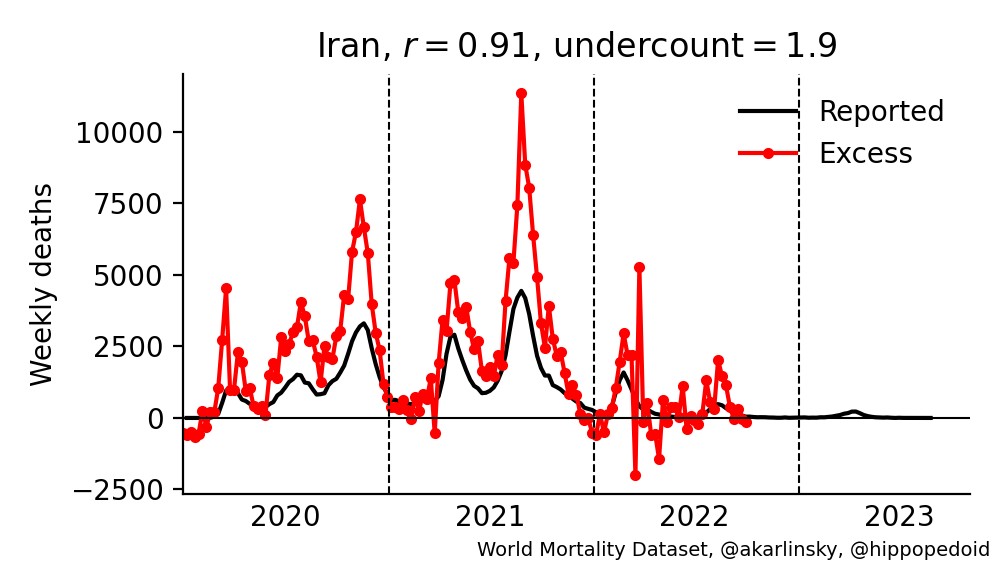 Iran, r = 0.91, undercount = 1.9
Reported
Excess
Weekly deaths
10000
7500
5000
2500
0
−2500
2020 2021 2022 2023
World Mortality Dataset, @akarlinsky, @hippopedoid